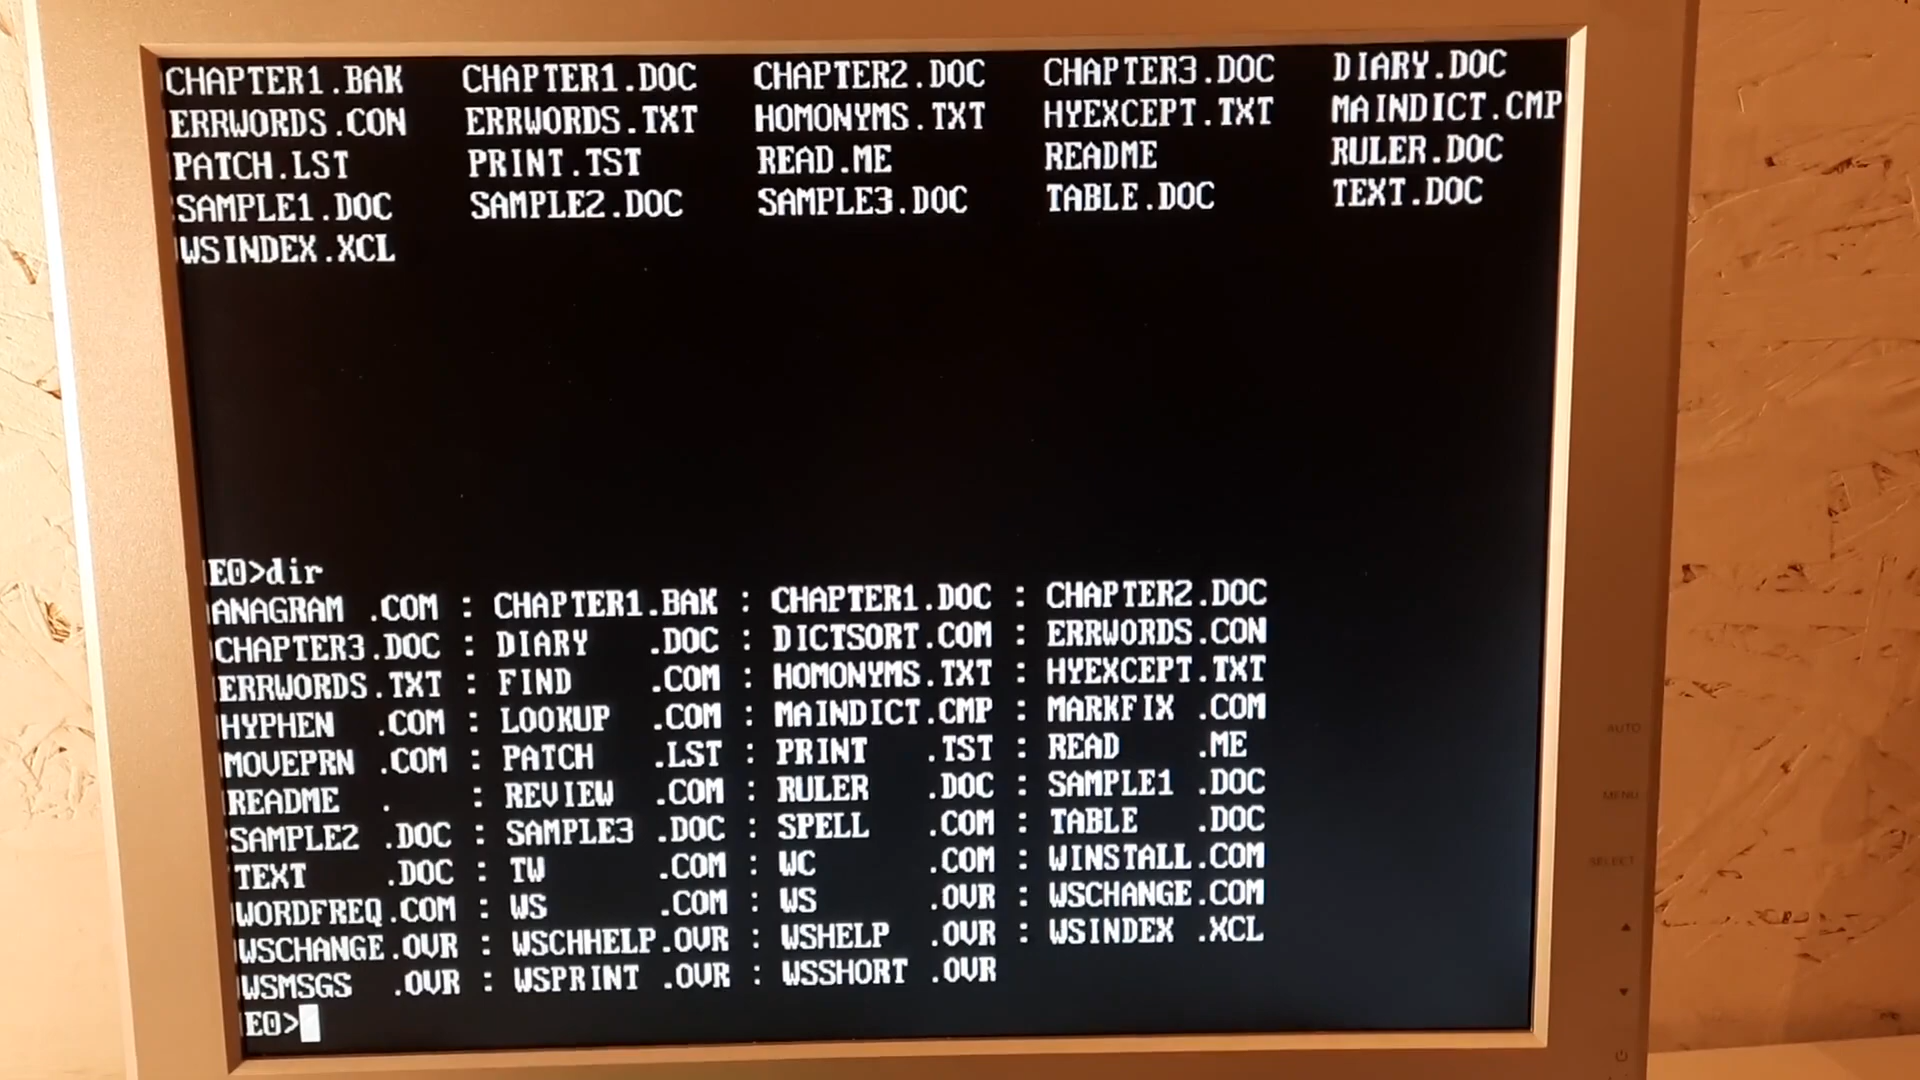 CHAPTER1.BAK CHAPTER1.DOC CHAPTER2.DOC CHAPTER3.DOC DIARY.DOC
ERRWORDS.CON ERRWORDS.TXT HOMONYMS.TXT HYEXCEPT.TXT MAINDICT.CMP
PATCH.LST PRINT.TST READ.ME README RULER.DOC
SAMPLE1.DOC SAMPLE2.DOC SAMPLE3.DOC TABLE.DOC TEXT.DOC
WSINDEX.XCL
E0>dir
ANAGRAM .COM : CHAPTER1.BAK : CHAPTER1.DOC : CHAPTER2.DOC
CHAPTER3.DOC : DIARY .DOC : DICTSORT.COM : ERRWORDS.CON
ERRWORDS.TXT : FIND .COM : HOMONYMS.TXT : HYEXCEPT.TXT
HYPHEN .COM : LOOKUP .COM : MAINDICT.CMP : MARKFIX .COM
MOVEPRN .COM : PATCH .LST : PRINT .TST : READ .ME
README . : REVIEW .COM : RULER .DOC : SAMPLE1 .DOC
SAMPLE2 .DOC : SAMPLE3 .DOC : SPELL .COM : TABLE .DOC
TEXT .DOC : TW .COM : WC .COM : WINSTALL.COM
WORDFREQ.COM : WS .COM : WS .OVR : WSCHANGE.COM
WSCHANGE.OVR : WSCHHELP.OVR : WSHELP .OVR : WSINDEX .XCL
WSMSGS .OVR : WSPRINT .OVR : WSSHORT .OVR
E0>
AUTO
MENU
SELECT